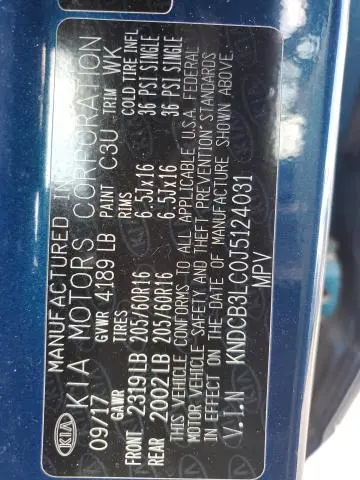 MANUFACTURED IN
KIA MOTORS CORPORATION
09/17 GVWR 4189 LB PAINT C3U TRIM WK
GAWR TIRES RIMS COLD TIRE INFL
FRONT 2319 LB 205/60R16 6.5Jx16 36 PSI SINGLE
REAR 2002 LB 205/60R16 6.5Jx16 36 PSI SINGLE
THIS VEHICLE CONFORMS TO ALL APPLICABLE U.S.A. FEDERAL
MOTOR VEHICLE SAFETY AND THEFT PREVENTION STANDARDS
IN EFFECT ON THE DATE OF MANUFACTURE SHOWN ABOVE.
V.I.N KNDCB3LC0J5124031
MPV
KIA